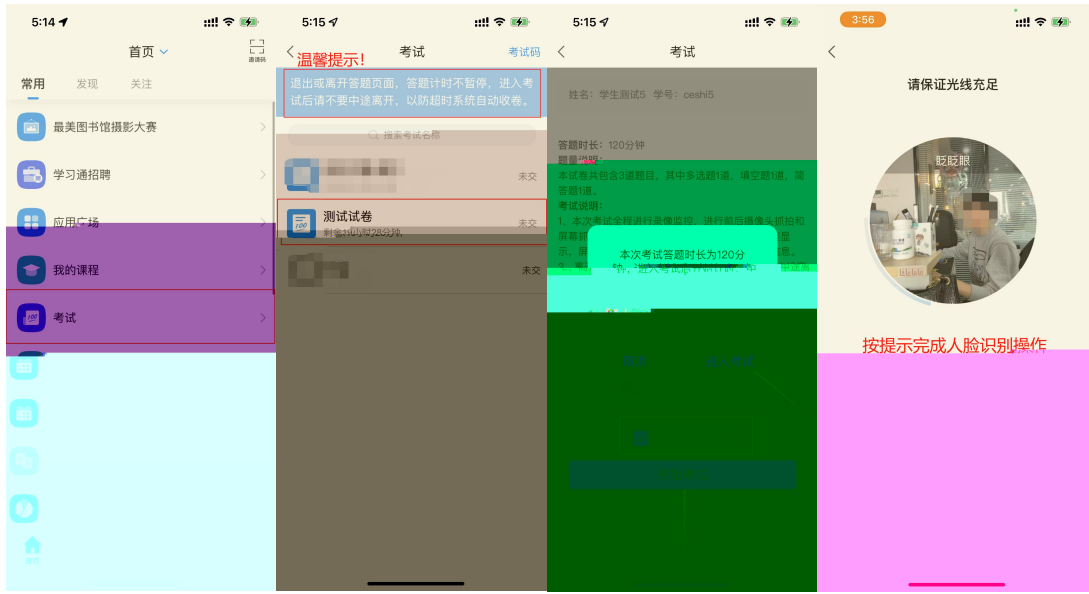 5:14
首页
邀请码
常用 发现 关注
最美图书馆摄影大赛
学习通招聘
应用广场
我的课程
考试
5:15
考试
考试码
温馨提示!
退出或离开答题页面，答题计时不暂停，进入考
试后请不要中途离开，以防超时系统自动收卷。
搜索考试名称
未交
测试试卷
未交
未交
5:15
考试
姓名：学生测试5 学号：ceshi5
答题时长：120分钟
题量说明：
本试卷共包含3道题目，其中多选题1道，填空题1道，简
答题1道。
考试说明：
1、本次考试全程进行录像监控，进行前后摄像头抓拍和
屏幕抓
本次考试答题时长为120分
3:56
请保证光线充足
眨眨眼
按提示完成人脸识别操作